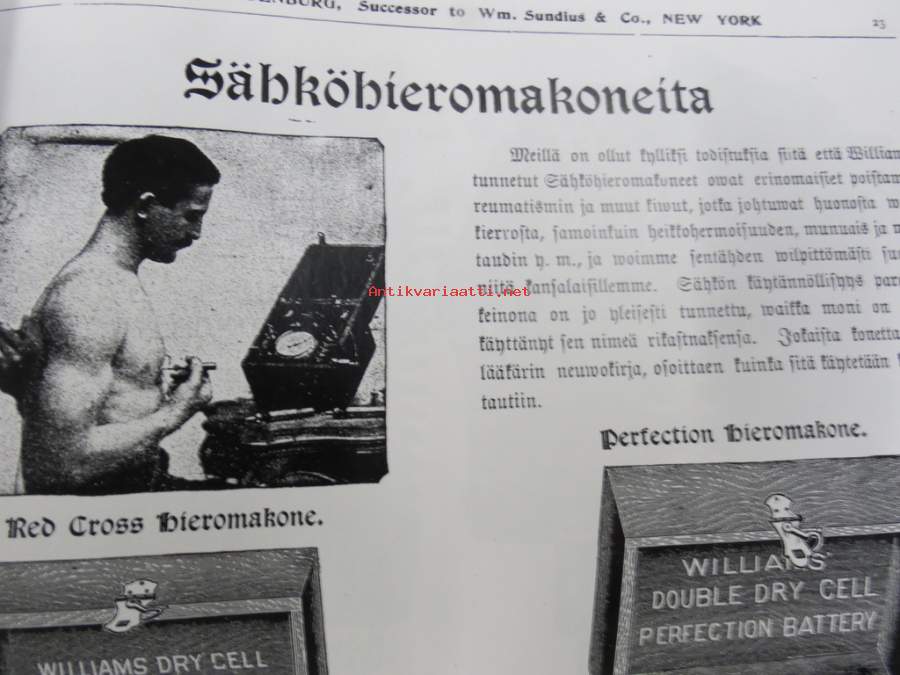 Successor to Wm. Sundius & Co., NEW YORK
23
Sähköhieromakoneita
Meillä on ollut kylliksi todistuksia siitä että
tunnetut Sähköhieromakoneet owat erinomaiset
reumatismin ja muut kiwut, jotka johtuwat huonosta
kierrosta, samoinkuin heikkohermoisuuden, munuais ja
taudin y. m., ja woimme sentähden wilpittömästi
niitä kansalaisillemme. Sähkön käytännöllisyys
keinona on jo yleisesti tunnettu, waikka moni on
käyttänyt sen nimeä rikastuaksensa. Jokaista konetta
lääkärin neuwokirja, osoittaen kuinka sitä käytetään
tautiin.
Antikvariaatti.net
Perfection Hieromakone.
Red Cross Hieromakone.
WILLIAMS'
DOUBLE DRY CELL
PERFECTION BATTERY
WILLIAMS DRY CELL